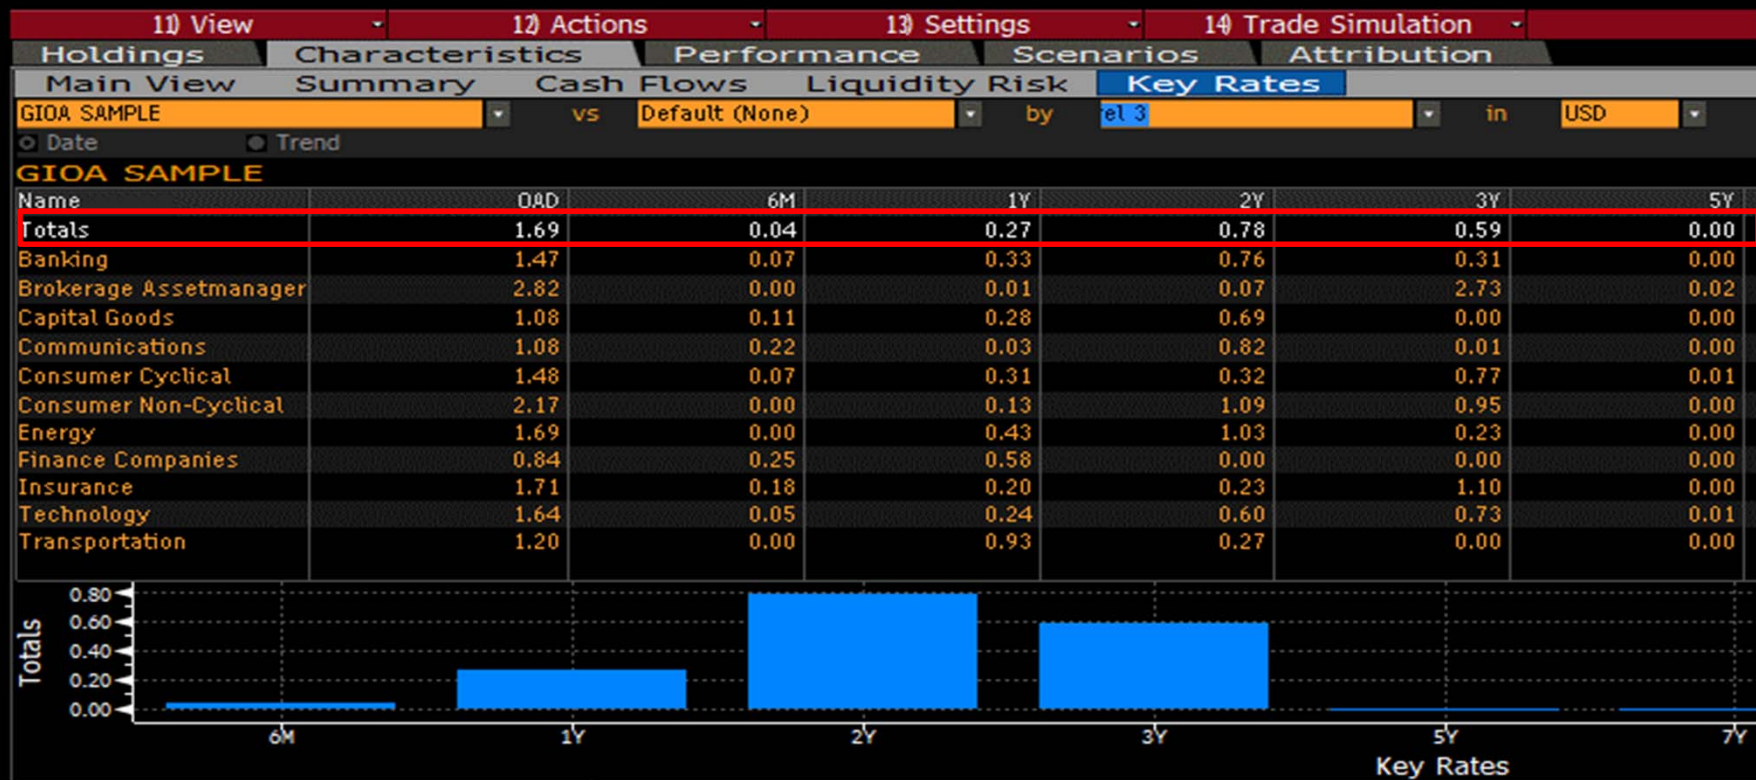 11) View 12) Actions 13) Settings 14) Trade Simulation
Holdings Characteristics Performance Scenarios Attribution
Main View Summary Cash Flows Liquidity Risk Key Rates
GIOA SAMPLE vs Default (None) by el 3 in USD
Date Trend
GIOA SAMPLE
Name OAD 6M 1Y 2Y 3Y 5Y
Totals 1.69 0.04 0.27 0.78 0.59 0.00
Banking 1.47 0.07 0.33 0.76 0.31 0.00
Brokerage Assetmanager 2.82 0.00 0.01 0.07 2.73 0.02
Capital Goods 1.08 0.11 0.28 0.69 0.00 0.00
Communications 1.08 0.22 0.03 0.82 0.01 0.00
Consumer Cyclical 1.48 0.07 0.31 0.32 0.77 0.01
Consumer Non-Cyclical 2.17 0.00 0.13 1.09 0.95 0.00
Energy 1.69 0.00 0.43 1.03 0.23 0.00
Finance Companies 0.84 0.25 0.58 0.00 0.00 0.00
Insurance 1.71 0.18 0.20 0.23 1.10 0.00
Technology 1.64 0.05 0.24 0.60 0.73 0.01
Transportation 1.20 0.00 0.93 0.27 0.00 0.00
Totals
0.80
0.60
0.40
0.20
0.00
6M 1Y 2Y 3Y 5Y 7Y
Key Rates